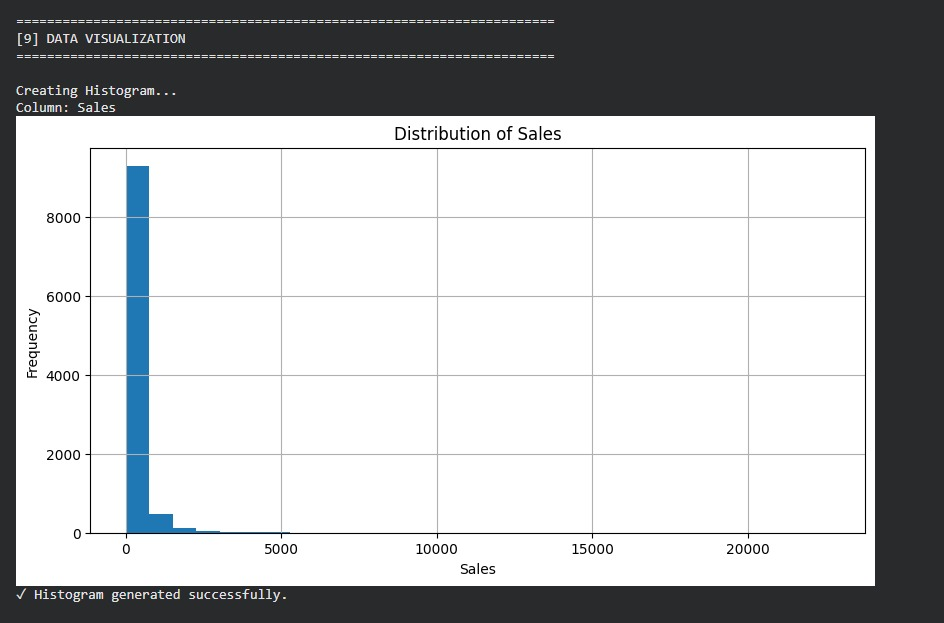 ======================================================================
[9] DATA VISUALIZATION
======================================================================
Creating Histogram...
Column: Sales
Distribution of Sales
8000
6000
4000
2000
0
Frequency
0 5000 10000 15000 20000
Sales
✓ Histogram generated successfully.